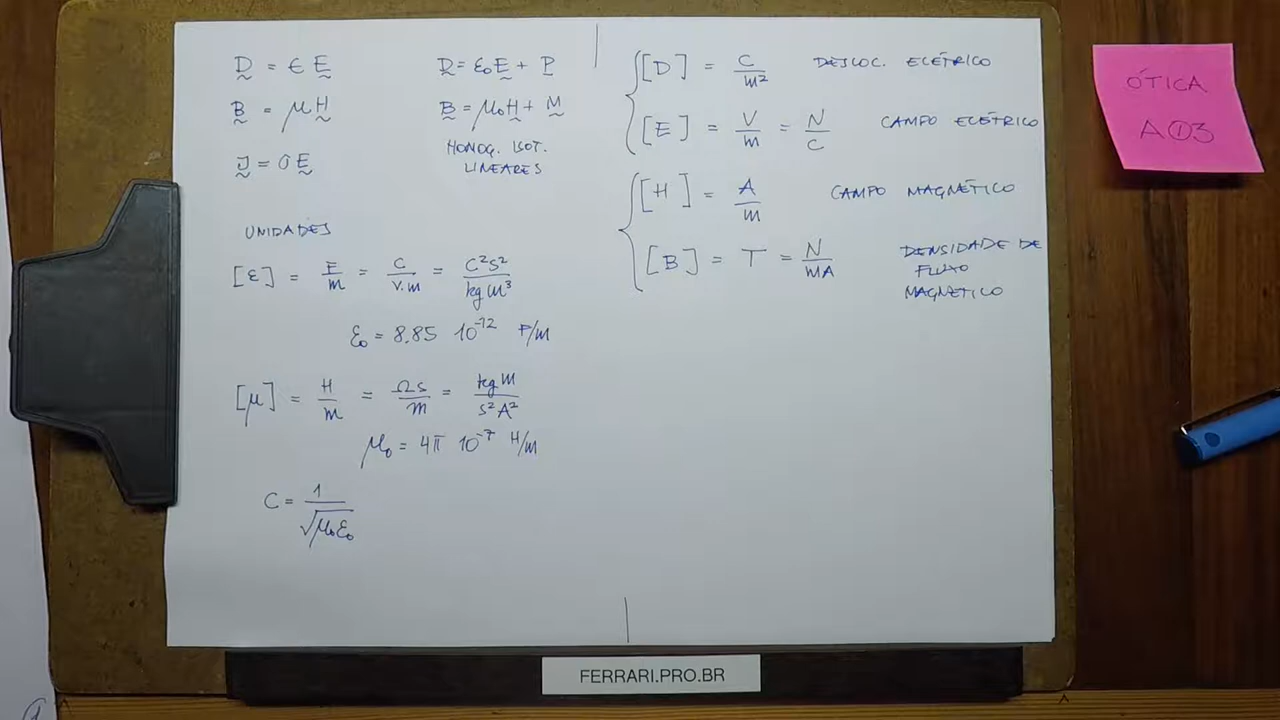 D = ϵ E
B = μ H
J = σ E
D = ε₀ E + P
B = μ₀ H + M
HOMOG. ISOT.
LINEARES
UNIDADES
[ε] = F/m = C/V.m = C²S²/kg m³
ε₀ = 8.85 10⁻¹² F/m
[μ] = H/m = Ωs/m = kg m/s²A²
μ₀ = 4π 10⁻⁷ H/m
C = 1/√μ₀ε₀
[D] = C/m² DESLOC. ELÉTRICO
[E] = V/m = N/C CAMPO ELÉTRICO
[H] = A/m CAMPO MAGNÉTICO
[B] = T = N/mA DENSIDADE DE
FLUXO
MAGNÉTICO
ÓTICA
A03
FERRARI.PRO.BR